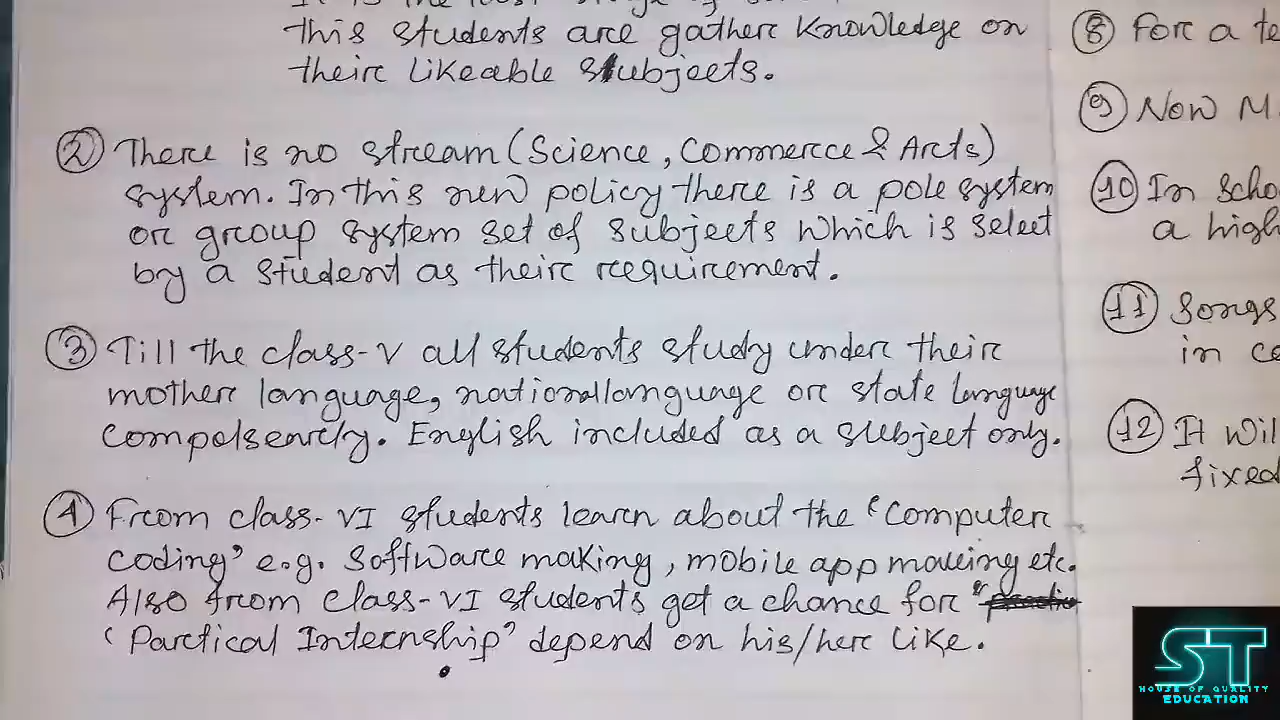 this students are gather knowledge on
their likeable subjects.
② There is no stream (Science, Commerce & Arts)
system. In this new policy there is a pole system
or group system set of subjects which is select
by a student as their requirement.
③ Till the class-V all students study under their
mother language, national language or state language
compolsearly. English included as a subject only.
④ From class-VI students learn about the ‘Computer
Coding’ e.g. Software making, mobile app making etc.
Also from class-VI students get a chance for “
‘Partical Internship’ depend on his/her like.
⑧ For a te
⑨ Now M
⑩ In Scho
a high
⑪ Songs
in co
⑫ It Wil
fixed
ST
HOUSE OF QUALITY
EDUCATION